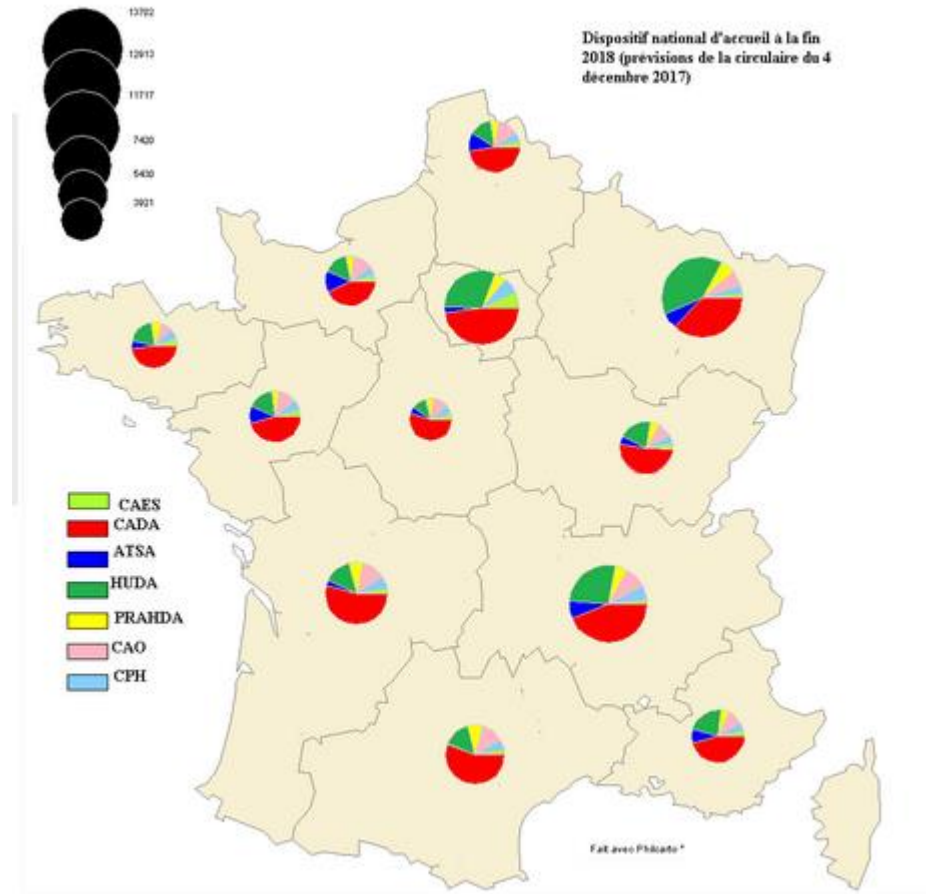 13702
12913
11717
7420
5430
3921
Dispositif national d'accueil à la fin
2018 (prévisions de la circulaire du 4
décembre 2017)
CAES
CADA
ATSA
HUDA
PRAHDA
CAO
CPH
Fait avec Philcarto *